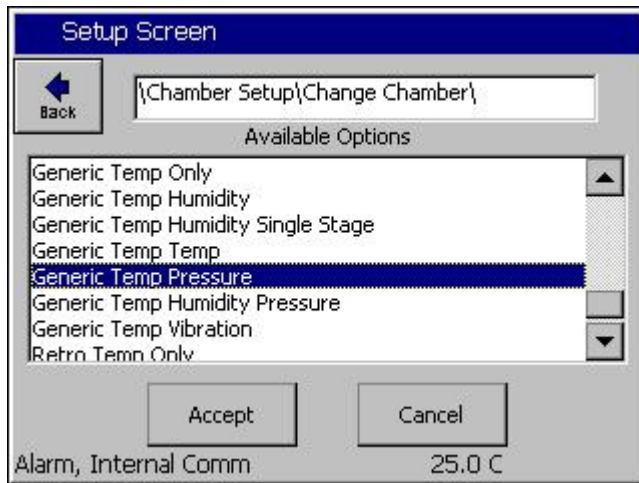 Setup Screen
Back
\Chamber Setup\Change Chamber\
Available Options
Generic Temp Only
Generic Temp Humidity
Generic Temp Humidity Single Stage
Generic Temp Temp
Generic Temp Pressure
Generic Temp Humidity Pressure
Generic Temp Vibration
Retro Temp Only
Accept Cancel
Alarm, Internal Comm 25.0 C